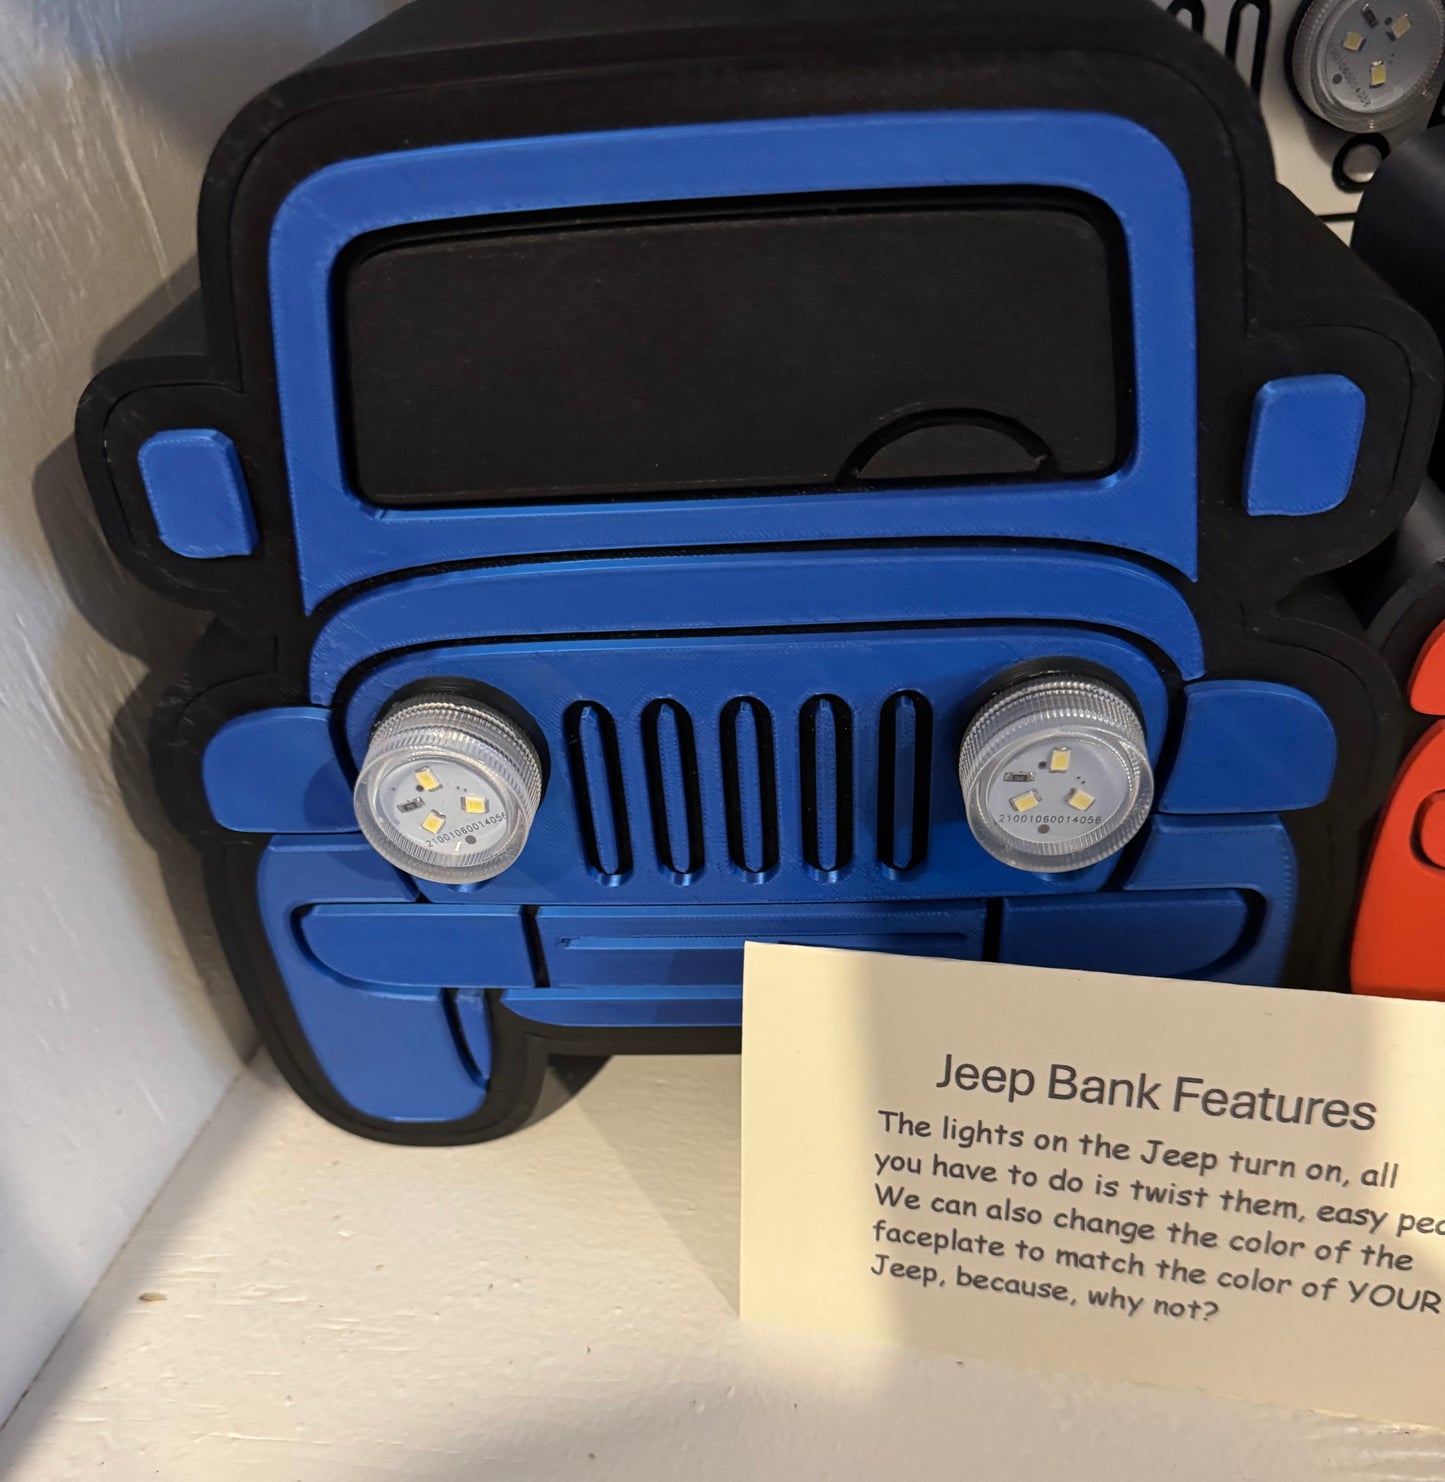 21001060014056
21001060014056
Jeep Bank Features
The lights on the Jeep turn on, all
you have to do is twist them, easy
We can also change the color of the
faceplate to match the color of YOUR
Jeep, because, why not?